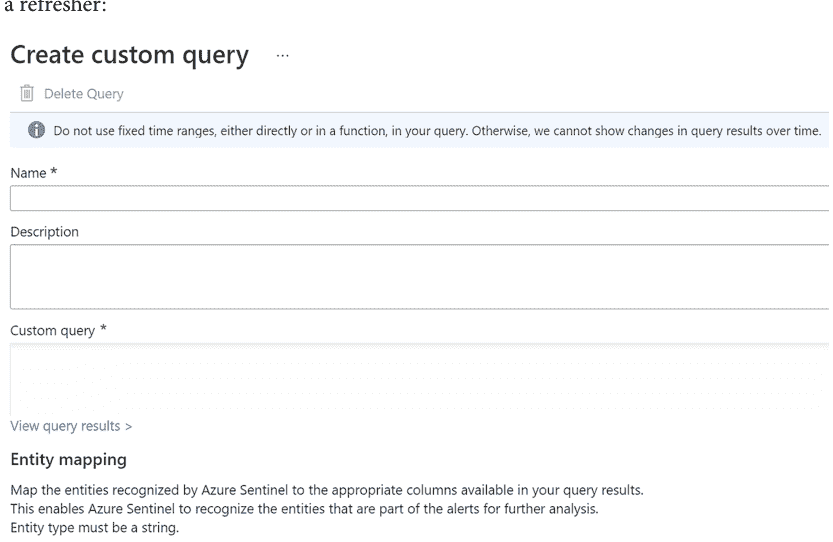 a refresher:
Create custom query ...
Delete Query
Do not use fixed time ranges, either directly or in a function, in your query. Otherwise, we cannot show changes in query results over time.
Name *
Description
Custom query *
View query results >
Entity mapping
Map the entities recognized by Azure Sentinel to the appropriate columns available in your query results.
This enables Azure Sentinel to recognize the entities that are part of the alerts for further analysis.
Entity type must be a string.